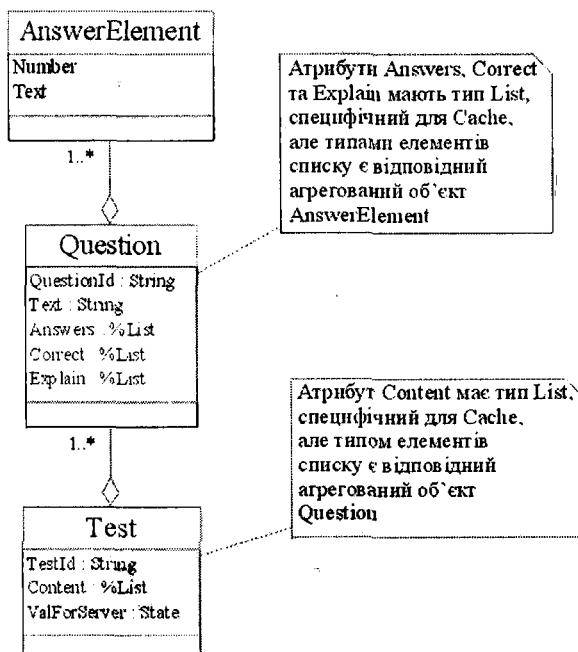 AnswerElement
Number
Text
1..*
Атрибути Answers, Correct
та Explain мають тип List,
специфічний для Cache,
але типами елементів
списку є відповідний
агрегований об`єкт
AnswerElement
Question
QuestionId : String
Text : String
Answers : %List
Correct %List
Explain %List
1..*
Атрибут Content має тип List,
специфічний для Cache,
але типом елементів
списку є відповідний
агрегований об`єкт
Question
Test
TestId : String
Content : %List
ValForServer : State